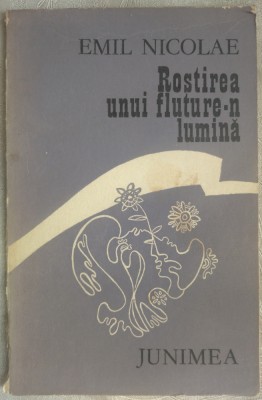 EMIL NICOLAE
Rostirea
unui fluture-n
lumină
JUNIMEA